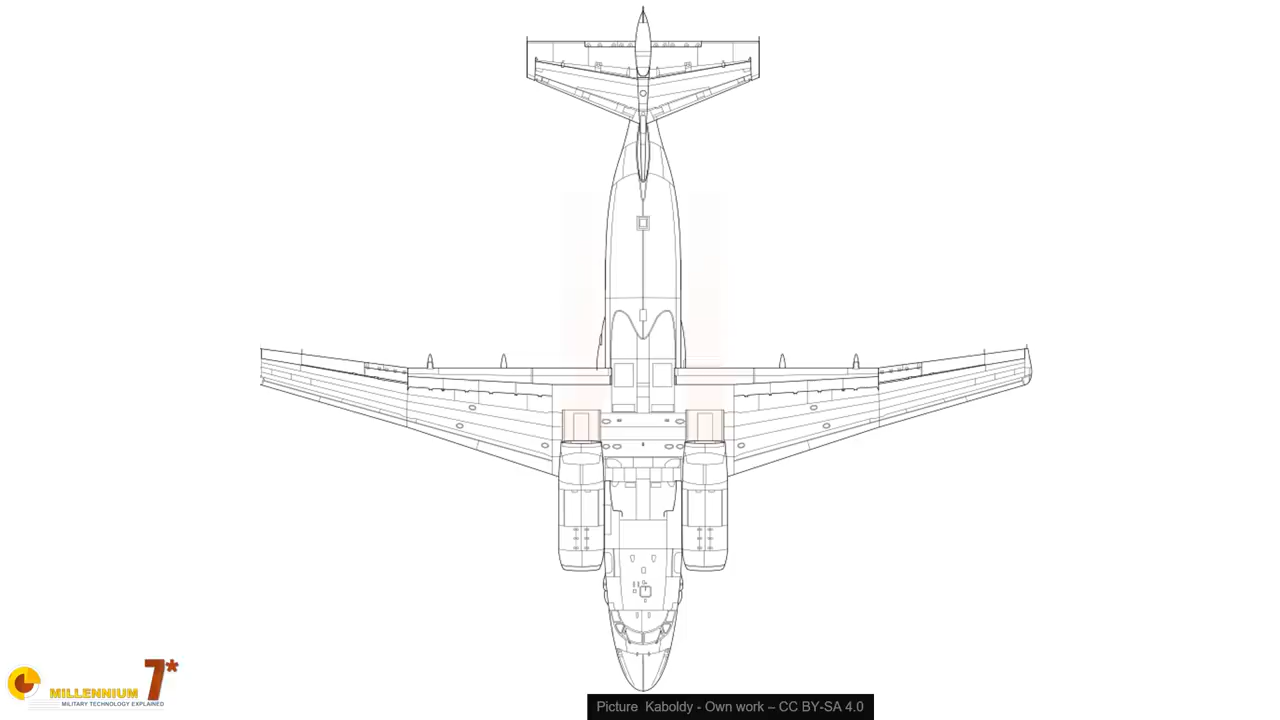 MILLENNIUM 7*
MILITARY TECHNOLOGY EXPLAINED
Picture Kaboldy - Own work – CC BY-SA 4.0